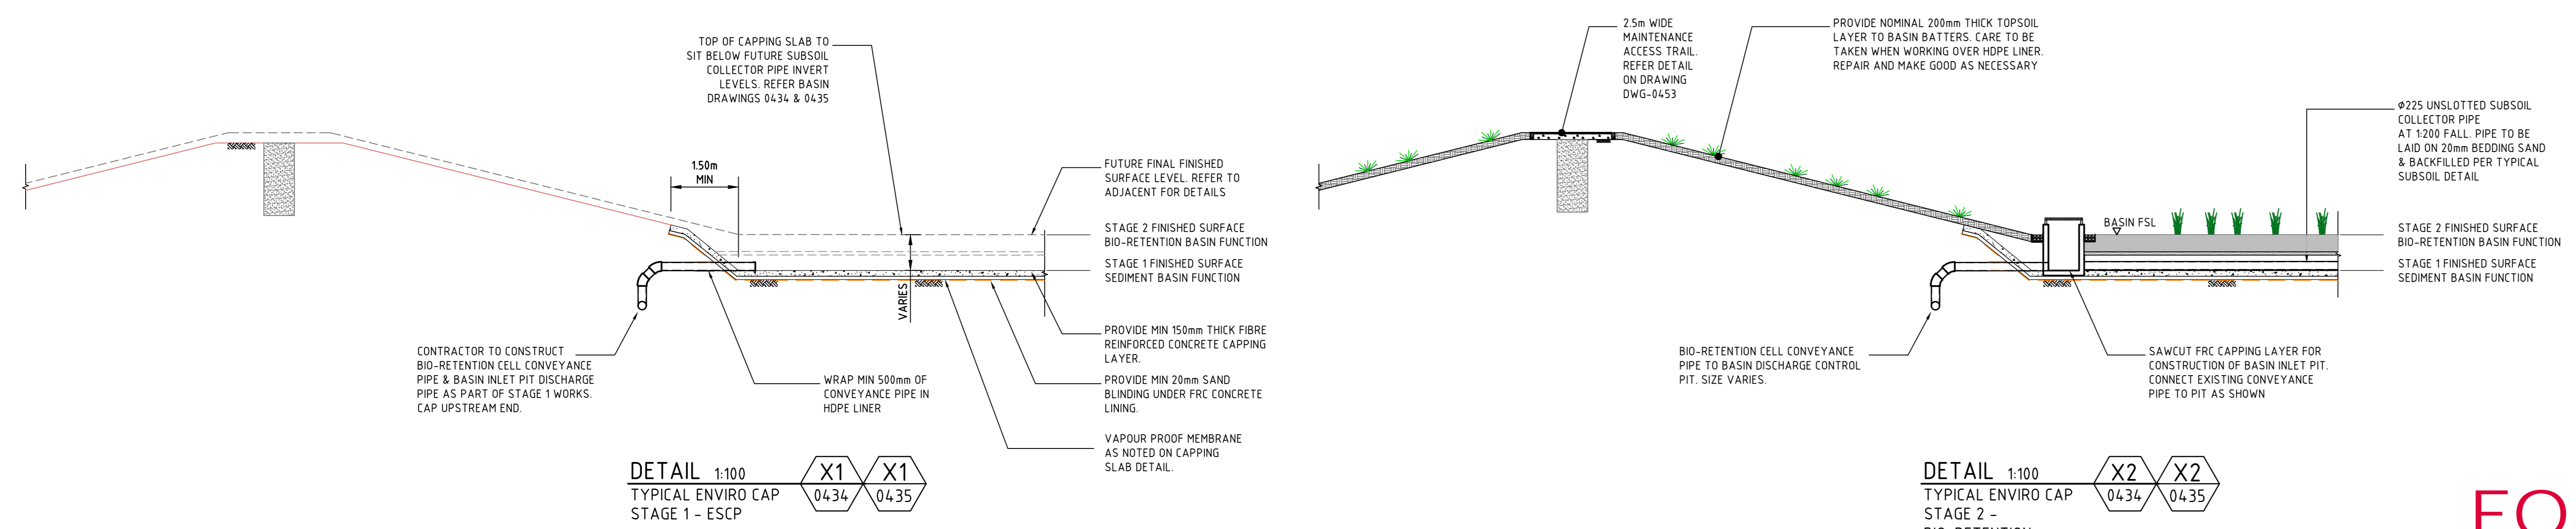 TOP OF CAPPING SLAB TO
SIT BELOW FUTURE SUBSOIL
COLLECTOR PIPE INVERT
LEVELS. REFER BASIN
DRAWINGS 0434 & 0435
1.50m
MIN
FUTURE FINAL FINISHED
SURFACE LEVEL. REFER TO
ADJACENT FOR DETAILS
STAGE 2 FINISHED SURFACE
BIO-RETENTION BASIN FUNCTION
STAGE 1 FINISHED SURFACE
SEDIMENT BASIN FUNCTION
VARIES
PROVIDE MIN 150mm THICK FIBRE
REINFORCED CONCRETE CAPPING
LAYER.
PROVIDE MIN 20mm SAND
BLINDING UNDER FRC CONCRETE
LINING.
VAPOUR PROOF MEMBRANE
AS NOTED ON CAPPING
SLAB DETAIL.
CONTRACTOR TO CONSTRUCT
BIO-RETENTION CELL CONVEYANCE
PIPE & BASIN INLET PIT DISCHARGE
PIPE AS PART OF STAGE 1 WORKS.
CAP UPSTREAM END.
WRAP MIN 500mm OF
CONVEYANCE PIPE IN
HDPE LINER
DETAIL 1:100
X1 X1
0434 0435
TYPICAL ENVIRO CAP
STAGE 1 - ESCP
2.5m WIDE
MAINTENANCE
ACCESS TRAIL.
REFER DETAIL
ON DRAWING
DWG-0453
PROVIDE NOMINAL 200mm THICK TOPSOIL
LAYER TO BASIN BATTERS. CARE TO BE
TAKEN WHEN WORKING OVER HDPE LINER.
REPAIR AND MAKE GOOD AS NECESSARY
Ø225 UNSLOTTED SUBSOIL
COLLECTOR PIPE
AT 1:200 FALL. PIPE TO BE
LAID ON 20mm BEDDING SAND
& BACKFILLED PER TYPICAL
SUBSOIL DETAIL
BASIN FSL
STAGE 2 FINISHED SURFACE
BIO-RETENTION BASIN FUNCTION
STAGE 1 FINISHED SURFACE
SEDIMENT BASIN FUNCTION
BIO-RETENTION CELL CONVEYANCE
PIPE TO BASIN DISCHARGE CONTROL
PIT. SIZE VARIES.
SAWCUT FRC CAPPING LAYER FOR
CONSTRUCTION OF BASIN INLET PIT.
CONNECT EXISTING CONVEYANCE
PIPE TO PIT AS SHOWN
DETAIL 1:100
X2 X2
0434 0435
TYPICAL ENVIRO CAP
STAGE 2 -